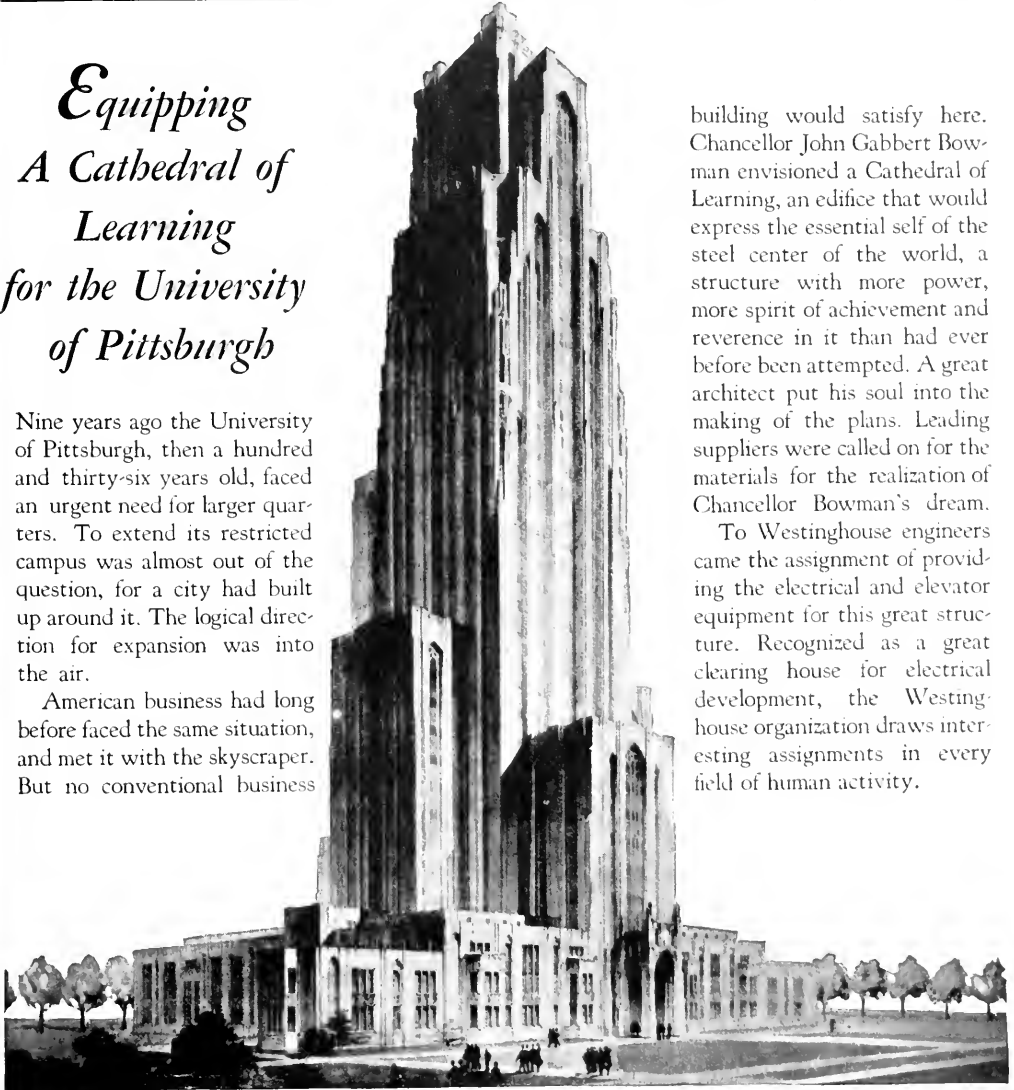 Equipping
A Cathedral of
Learning
for the University
of Pittsburgh
Nine years ago the University
of Pittsburgh, then a hundred
and thirty-six years old, faced
an urgent need for larger quar-
ters. To extend its restricted
campus was almost out of the
question, for a city had built
up around it. The logical direc-
tion for expansion was into
the air.
American business had long
before faced the same situation,
and met it with the skyscraper.
But no conventional business
building would satisfy here.
Chancellor John Gabbert Bow-
man envisioned a Cathedral of
Learning, an edifice that would
express the essential self of the
steel center of the world, a
structure with more power,
more spirit of achievement and
reverence in it than had ever
before been attempted. A great
architect put his soul into the
making of the plans. Leading
suppliers were called on for the
materials for the realization of
Chancellor Bowman's dream.
To Westinghouse engineers
came the assignment of provid-
ing the electrical and elevator
equipment for this great struc-
ture. Recognized as a great
clearing house for electrical
development, the Westing-
house organization draws inter-
esting assignments in every
field of human activity.